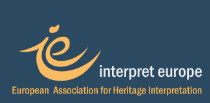 interpret europe
European Association for Heritage Interpretation